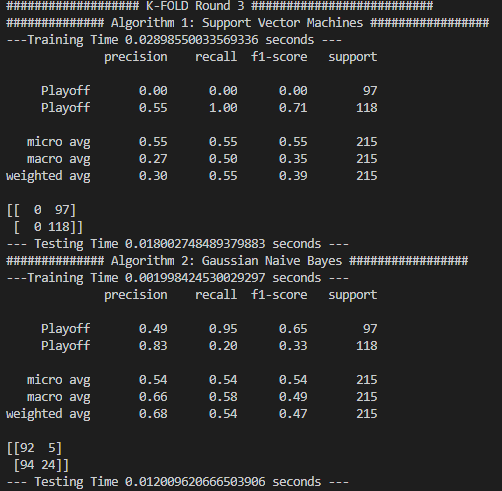 #################### K-FOLD Round 3 ###########################
############## Algorithm 1: Support Vector Machines #################
---Training Time 0.02898550033569336 seconds ---
precision recall f1-score support
Playoff 0.00 0.00 0.00 97
Playoff 0.55 1.00 0.71 118
micro avg 0.55 0.55 0.55 215
macro avg 0.27 0.50 0.35 215
weighted avg 0.30 0.55 0.39 215
[[ 0 97]
[ 0 118]]
--- Testing Time 0.018002748489379883 seconds ---
############## Algorithm 2: Gaussian Naive Bayes #################
---Training Time 0.001998424530029297 seconds ---
precision recall f1-score support
Playoff 0.49 0.95 0.65 97
Playoff 0.83 0.20 0.33 118
micro avg 0.54 0.54 0.54 215
macro avg 0.66 0.58 0.49 215
weighted avg 0.68 0.54 0.47 215
[[92 5]
[94 24]]
--- Testing Time 0.012009620666503906 seconds ---